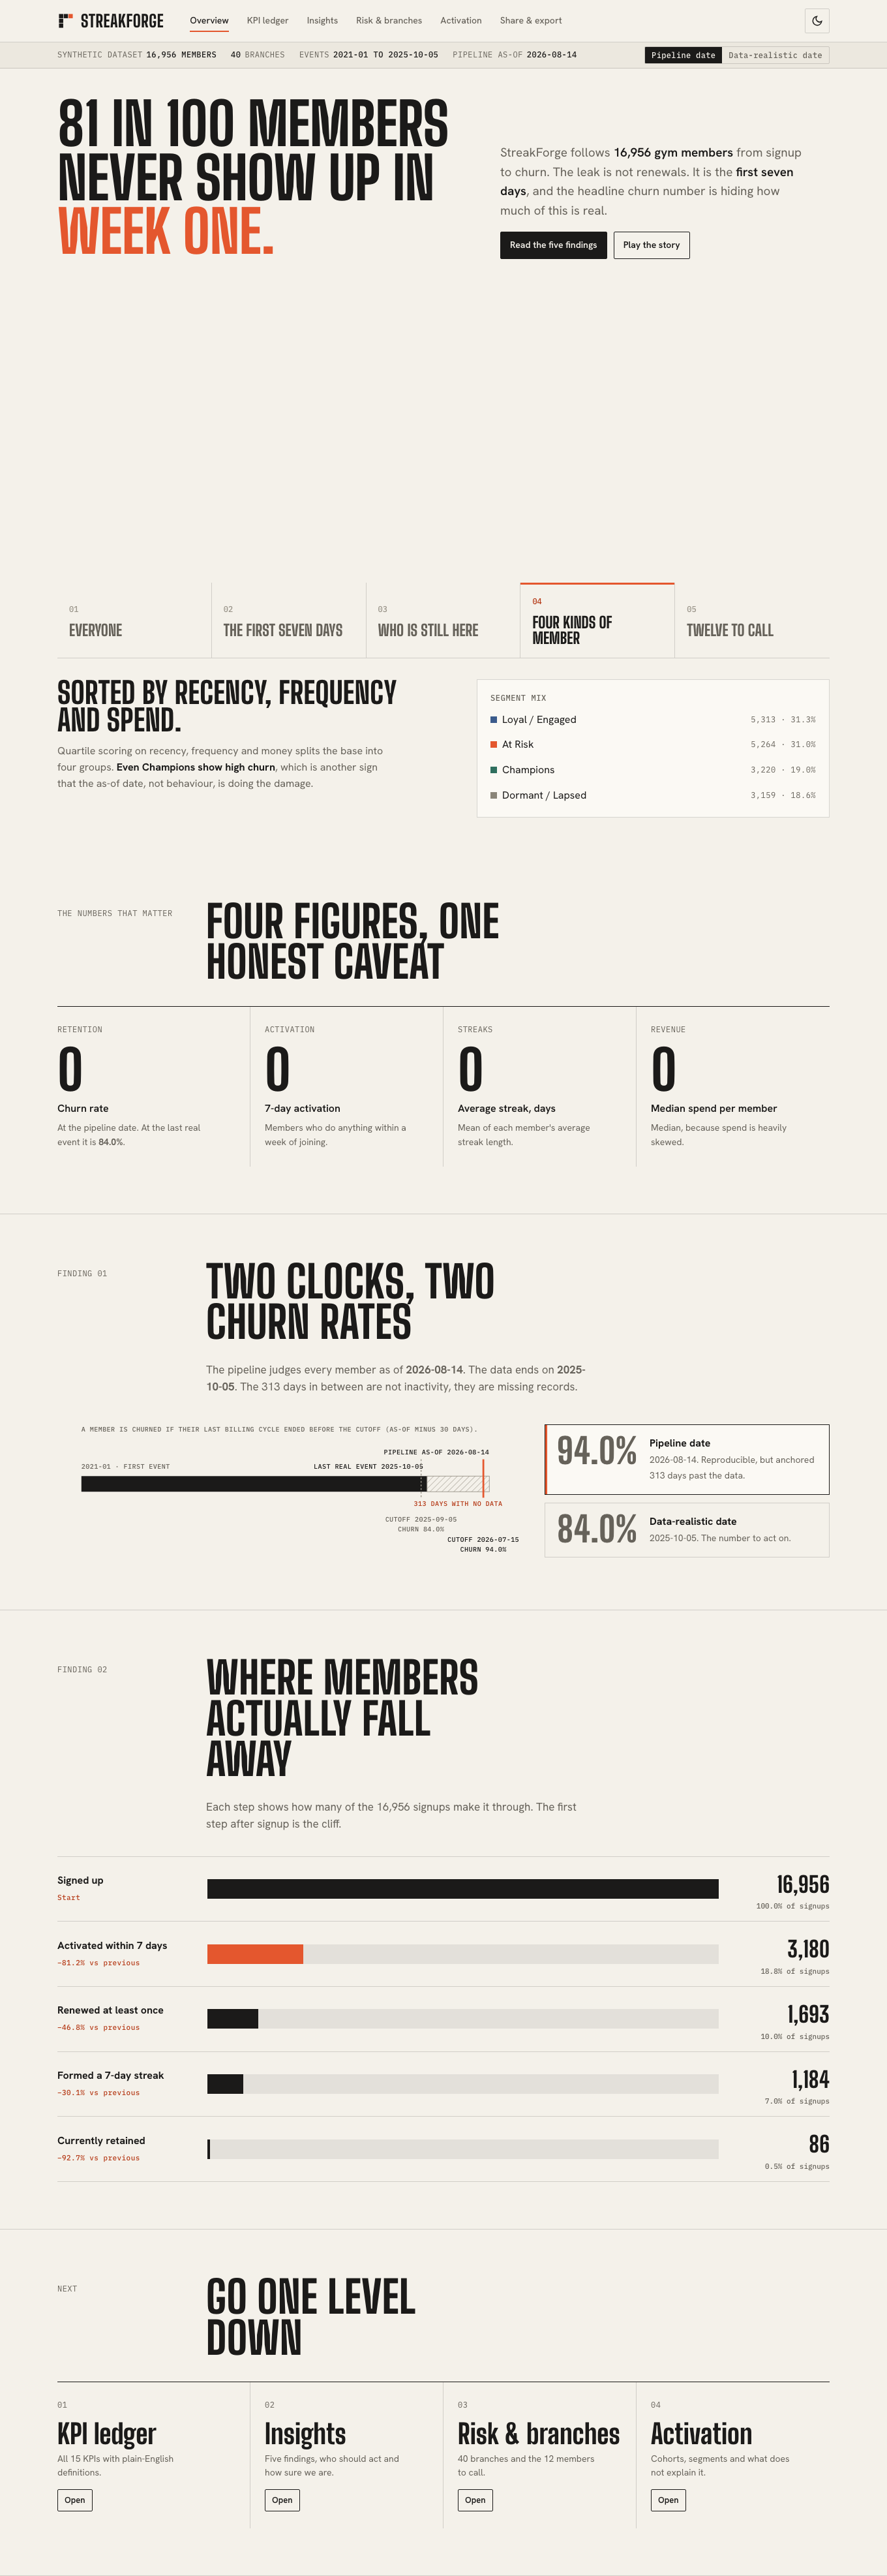 STREAKFORGE
Overview
KPI ledger
Insights
Risk & branches
Activation
Share & export
SYNTHETIC DATASET 16,956 MEMBERS
40 BRANCHES
EVENTS 2021-01 TO 2025-10-05
PIPELINE AS-OF 2026-08-14
Pipeline date
Data-realistic date
81 IN 100 MEMBERS
NEVER SHOW UP IN
WEEK ONE.
StreakForge follows 16,956 gym members from signup
to churn. The leak is not renewals. It is the first seven
days, and the headline churn number is hiding how
much of this is real.
Read the five findings
Play the story
01
EVERYONE
02
THE FIRST SEVEN DAYS
03
WHO IS STILL HERE
04
FOUR KINDS OF
MEMBER
05
TWELVE TO CALL
SORTED BY RECENCY, FREQUENCY
AND SPEND.
Quartile scoring on recency, frequency and money splits the base into
four groups. Even Champions show high churn, which is another sign
that the as-of date, not behaviour, is doing the damage.
SEGMENT MIX
Loyal / Engaged
5,313 · 31.3%
At Risk
5,264 · 31.0%
Champions
3,220 · 19.0%
Dormant / Lapsed
3,159 · 18.6%
THE NUMBERS THAT MATTER
FOUR FIGURES, ONE
HONEST CAVEAT
RETENTION
0
Churn rate
At the pipeline date. At the last real
event it is 84.0%.
ACTIVATION
0
7-day activation
Members who do anything within a
week of joining.
STREAKS
0
Average streak, days
Mean of each member's average
streak length.
REVENUE
0
Median spend per member
Median, because spend is heavily
skewed.
FINDING 01
TWO CLOCKS, TWO
CHURN RATES
The pipeline judges every member as of 2026-08-14. The data ends on 2025-
10-05. The 313 days in between are not inactivity, they are missing records.
A MEMBER IS CHURNED IF THEIR LAST BILLING CYCLE ENDED BEFORE THE CUTOFF (AS-OF MINUS 30 DAYS).
PIPELINE AS-OF 2026-08-14
2021-01 · FIRST EVENT
LAST REAL EVENT 2025-10-05
313 DAYS WITH NO DATA
CUTOFF 2025-09-05
CHURN 84.0%
CUTOFF 2026-07-15
CHURN 94.0%
94.0%
Pipeline date
2026-08-14. Reproducible, but anchored
313 days past the data.
84.0%
Data-realistic date
2025-10-05. The number to act on.
FINDING 02
WHERE MEMBERS
ACTUALLY FALL
AWAY
Each step shows how many of the 16,956 signups make it through. The first
step after signup is the cliff.
Signed up
Start
16,956
100.0% of signups
Activated within 7 days
−81.2% vs previous
3,180
18.8% of signups
Renewed at least once
−46.8% vs previous
1,693
10.0% of signups
Formed a 7-day streak
−30.1% vs previous
1,184
7.0% of signups
Currently retained
−92.7% vs previous
86
0.5% of signups
NEXT
GO ONE LEVEL
DOWN
01
KPI ledger
All 15 KPIs with plain-English
definitions.
Open
02
Insights
Five findings, who should act and
how sure we are.
Open
03
Risk & branches
40 branches and the 12 members
to call.
Open
04
Activation
Cohorts, segments and what does
not explain it.
Open